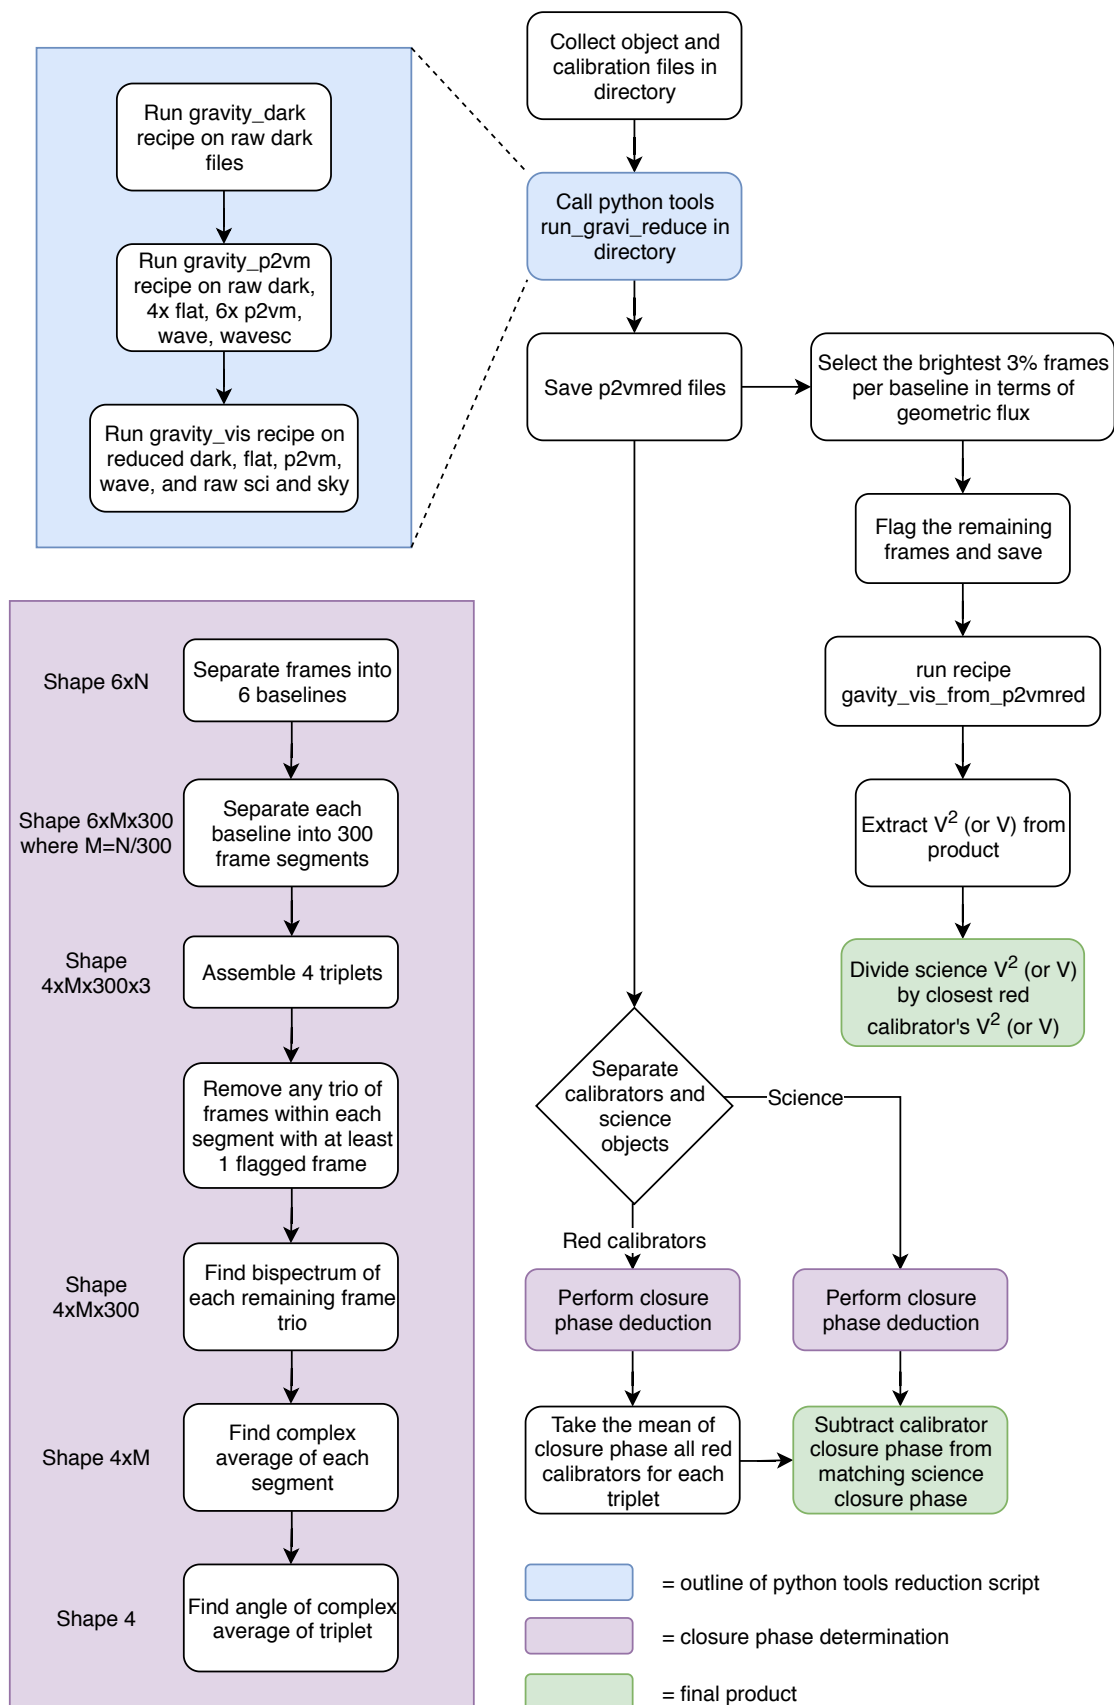 Collect object and
calibration files in
directory
Call python tools
run_gravi_reduce in
directory
Run gravity_dark
recipe on raw dark
files
Run gravity_p2vm
recipe on raw dark,
4x flat, 6x p2vm,
wave, wavesc
Run gravity_vis recipe on
reduced dark, flat, p2vm,
wave, and raw sci and sky
Save p2vmred files
Select the brightest 3% frames
per baseline in terms of
geometric flux
Flag the remaining
frames and save
run recipe
gavity_vis_from_p2vmred
Extract V² (or V) from
product
Divide science V² (or V)
by closest red
calibrator's V² (or V)
Separate
calibrators and
science
objects
Science
Red calibrators
Perform closure
phase deduction
Perform closure
phase deduction
Take the mean of
closure phase all red
calibrators for each
triplet
Subtract calibrator
closure phase from
matching science
closure phase
Shape 6xN
Separate frames into
6 baselines
Shape 6xMx300
where M=N/300
Separate each
baseline into 300
frame segments
Shape
4xMx300x3
Assemble 4 triplets
Remove any trio of
frames within each
segment with at least
1 flagged frame
Shape
4xMx300
Find bispectrum of
each remaining frame
trio
Shape 4xM
Find complex
average of each
segment
Shape 4
Find angle of complex
average of triplet
= outline of python tools reduction script
= closure phase determination
= final product